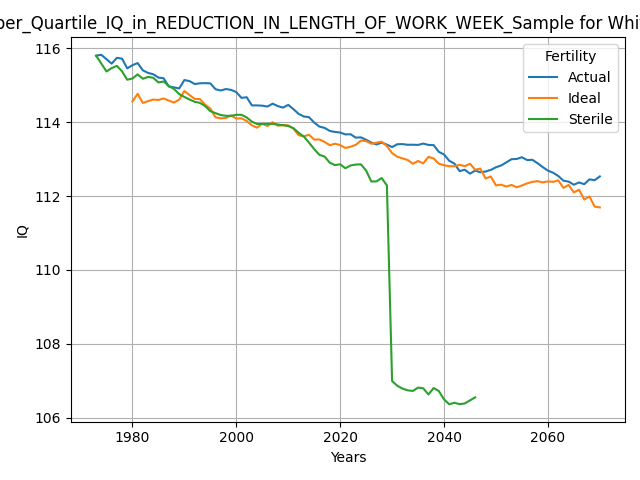 per_Quartile_IQ_in_REDUCTION_IN_LENGTH_OF_WORK_WEEK_Sample for Whi
116
114
112
110
108
106
IQ
Fertility
Actual
Ideal
Sterile
1980
2000
2020
2040
2060
Years